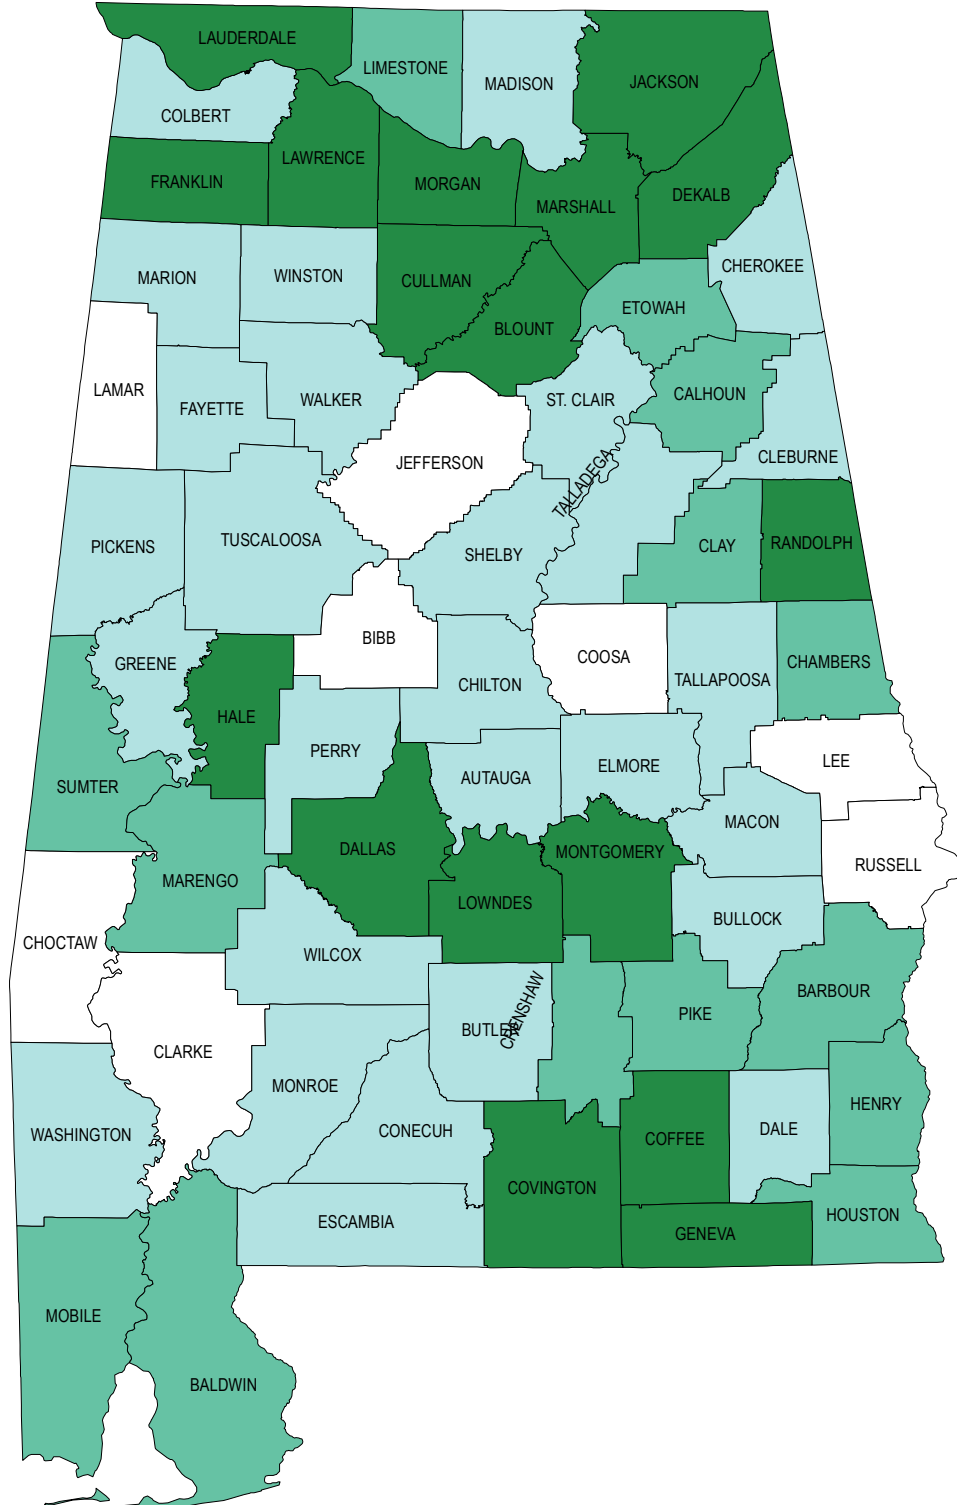 LAUDERDALE
LIMESTONE
MADISON
JACKSON
COLBERT
LAWRENCE
FRANKLIN
MORGAN
MARSHALL
DEKALB
CHEROKEE
MARION
WINSTON
CULLMAN
ETOWAH
BLOUNT
LAMAR
FAYETTE
WALKER
ST. CLAIR
CALHOUN
JEFFERSON
TALLADEGA
CLEBURNE
PICKENS
TUSCALOOSA
SHELBY
CLAY
RANDOLPH
GREENE
BIBB
COOSA
CHAMBERS
CHILTON
TALLAPOOSA
HALE
PERRY
SUMTER
AUTAUGA
ELMORE
LEE
MACON
DALLAS
MONTGOMERY
MARENGO
RUSSELL
LOWNDES
BULLOCK
CHOCTAW
WILCOX
BARBOUR
CRENSHAW
PIKE
BUTLER
CLARKE
MONROE
HENRY
WASHINGTON
CONECUH
COFFEE
DALE
COVINGTON
ESCAMBIA
HOUSTON
GENEVA
MOBILE
BALDWIN